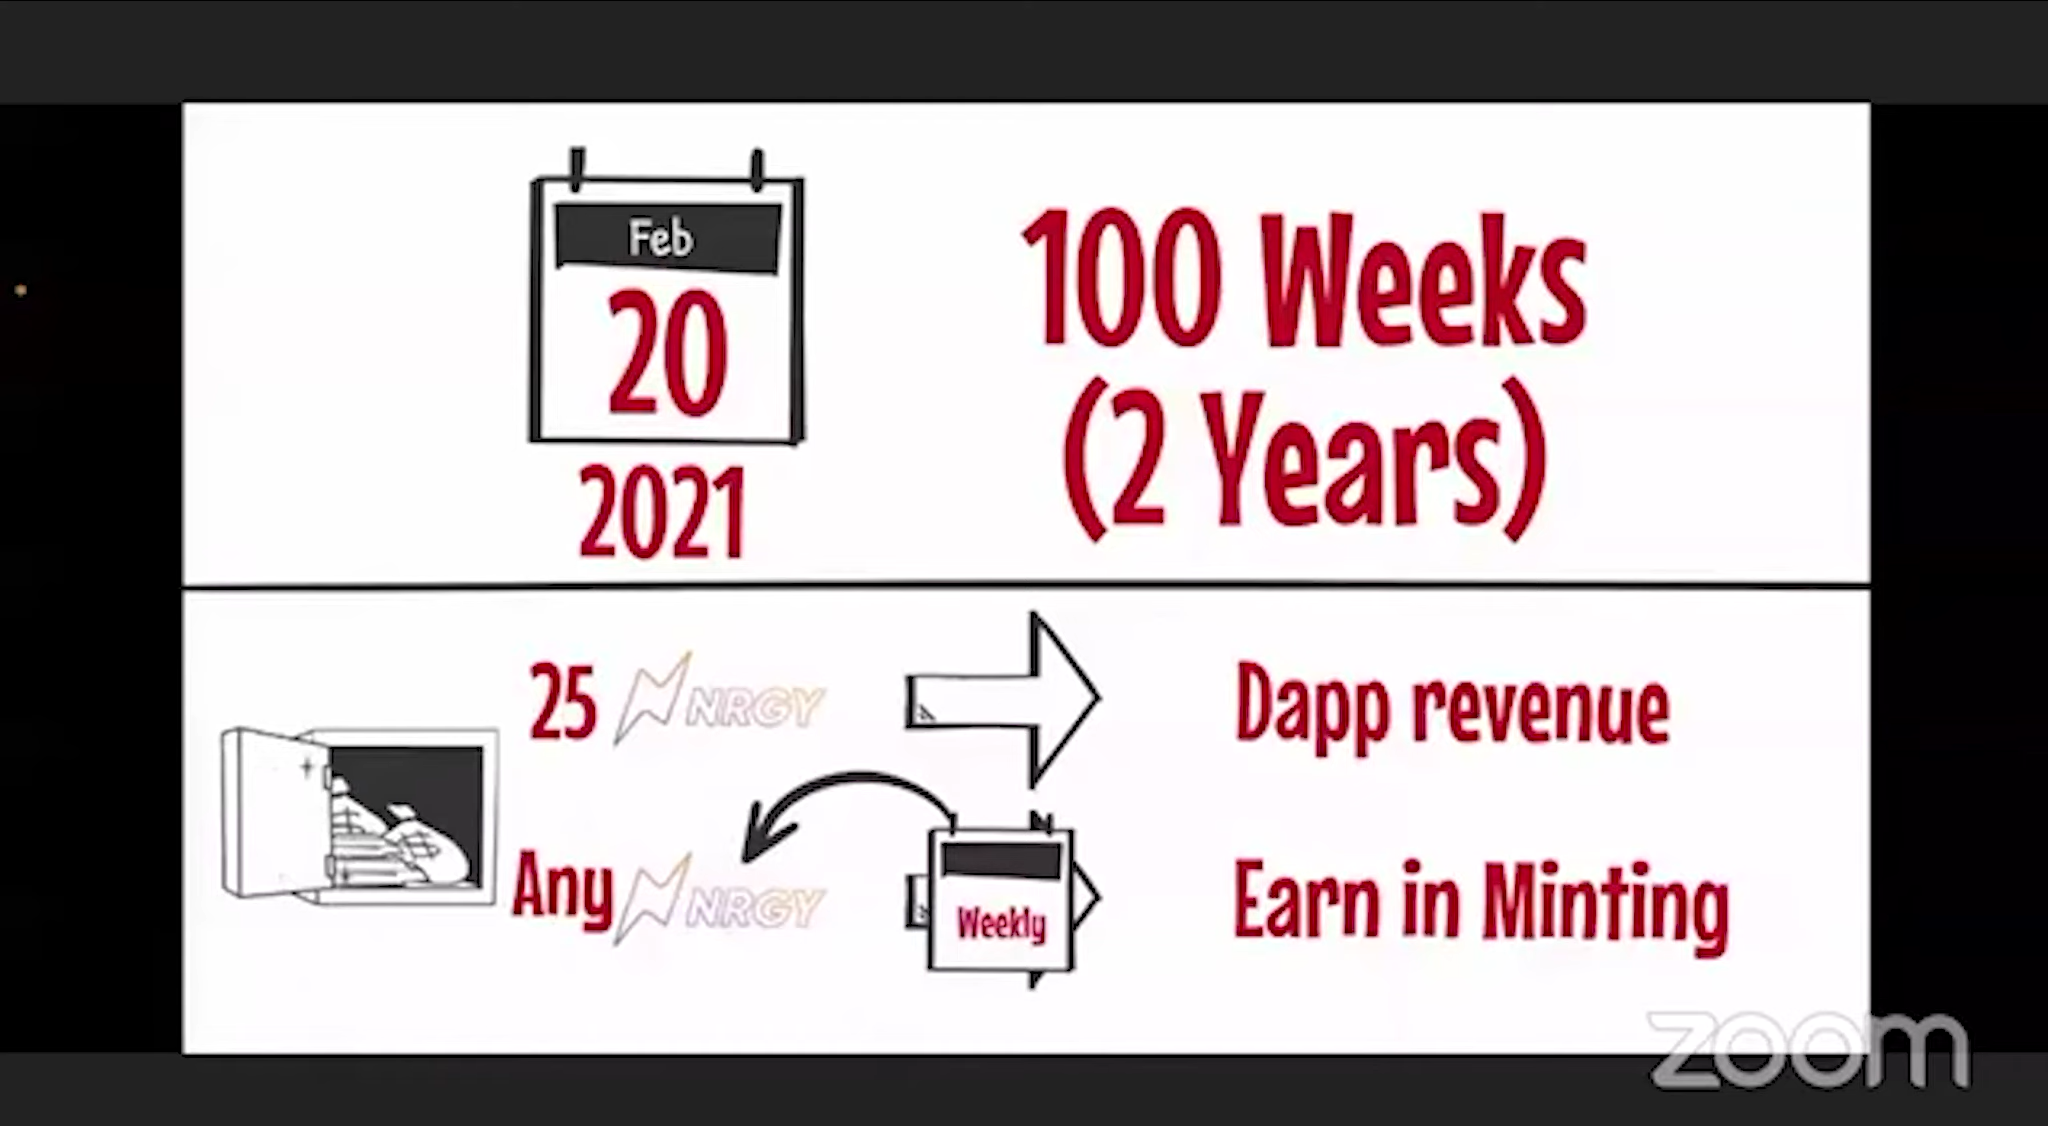 Feb
20
2021
100 Weeks
(2 Years)
25 NRGY
Dapp revenue
Any NRGY
Weekly
Earn in Minting
zoom